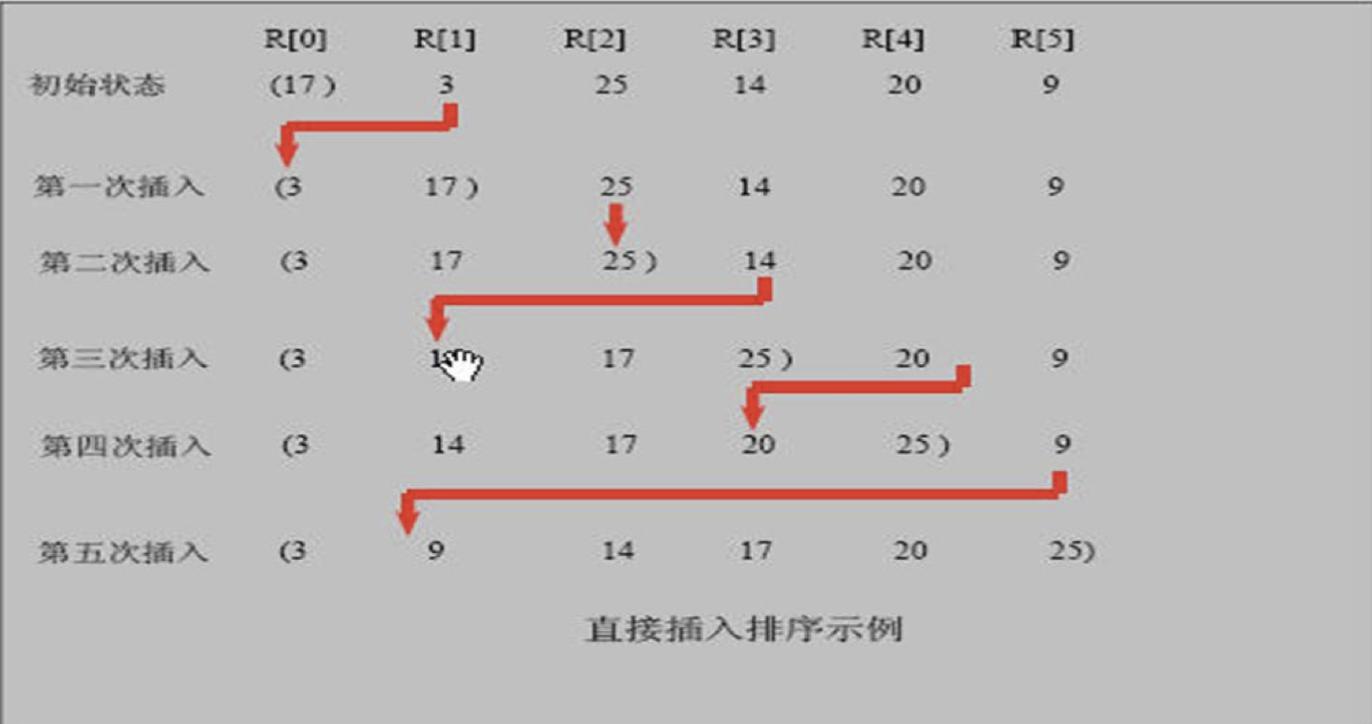 R[0] R[1] R[2] R[3] R[4] R[5]
初始状态 (17 ) 3 25 14 20 9
第一次插入 (3 17 ) 25 14 20 9
第二次插入 (3 17 25 ) 14 20 9
第三次插入 (3 17 25 ) 20 9
第四次插入 (3 14 17 20 25 ) 9
第五次插入 (3 9 14 17 20 25)
直接插入排序示例